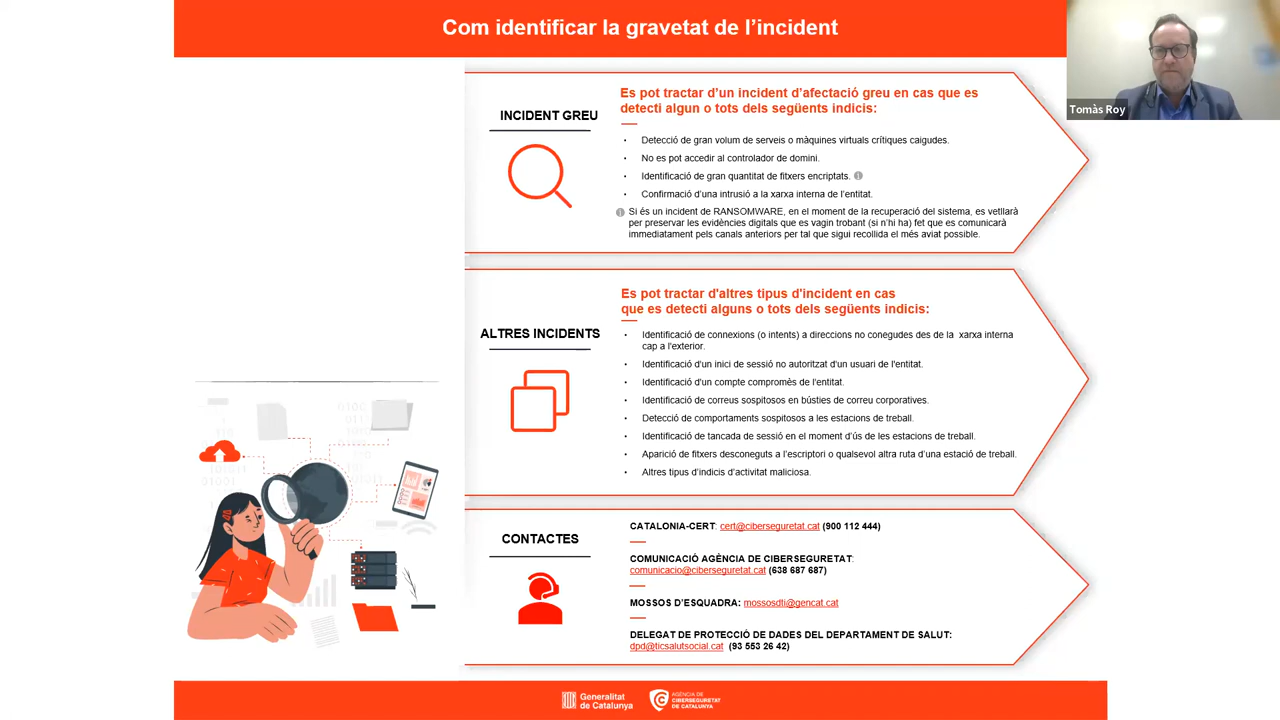 Com identificar la gravetat de l’incident
Tomàs Roy
INCIDENT GREU
Es pot tractar d’un incident d’afectació greu en cas que es
detecti algun o tots dels següents indicis:
• Detecció de gran volum de serveis o màquines virtuals crítiques caigudes.
• No es pot accedir al controlador de domini.
• Identificació de gran quantitat de fitxers encriptats.
• Confirmació d’una intrusió a la xarxa interna de l’entitat.
Si és un incident de RANSOMWARE, en el moment de la recuperació del sistema, es vetllarà
per preservar les evidències digitals que es vagin trobant (si n’hi ha) fet que es comunicarà
immediatament pels canals anteriors per tal que sigui recollida el més aviat possible.
ALTRES INCIDENTS
Es pot tractar d'altres tipus d'incident en cas
que es detecti alguns o tots dels següents indicis:
• Identificació de connexions (o intents) a direccions no conegudes des de la xarxa interna
cap a l'exterior.
• Identificació d'un inici de sessió no autoritzat d'un usuari de l'entitat.
• Identificació d'un compte compromès de l'entitat.
• Identificació de correus sospitosos en bústies de correu corporatives.
• Detecció de comportaments sospitosos a les estacions de treball.
• Identificació de tancada de sessió en el moment d’ús de les estacions de treball.
• Aparició de fitxers desconeguts a l’escriptori o qualsevol altra ruta d’una estació de treball.
• Altres tipus d’indicis d’activitat maliciosa.
CONTACTES
CATALONIA-CERT: cert@ciberseguretat.cat (900 112 444)
COMUNICACIÓ AGÈNCIA DE CIBERSEGURETAT:
comunicacio@ciberseguretat.cat (638 687 687)
MOSSOS D’ESQUADRA: mossosdti@gencat.cat
DELEGAT DE PROTECCIÓ DE DADES DEL DEPARTAMENT DE SALUT:
dpd@ticsalutsocial.cat (93 553 26 42)
Generalitat
de Catalunya
AGÈNCIA DE
CIBERSEGURETAT
DE CATALUNYA